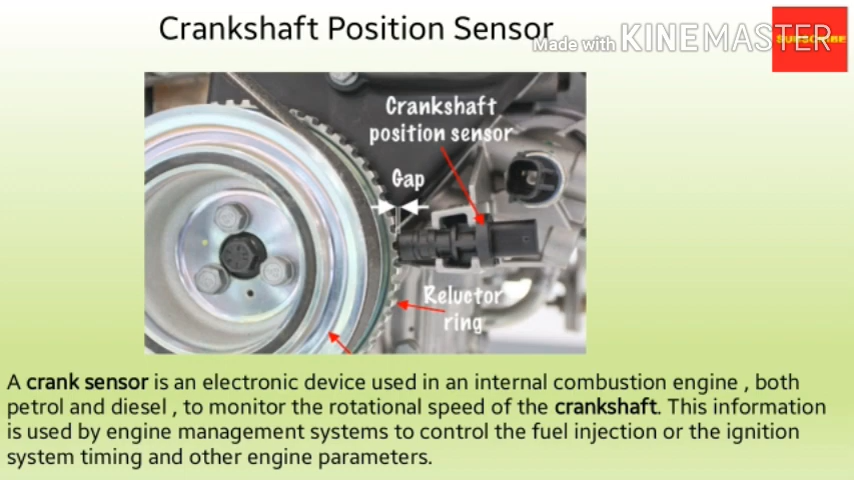 Crankshaft Position Sensor
Made with KINEMASTER
SUBSCRIBE
Crankshaft
position sensor
Gap
Reluctor
ring
A crank sensor is an electronic device used in an internal combustion engine , both
petrol and diesel , to monitor the rotational speed of the crankshaft. This information
is used by engine management systems to control the fuel injection or the ignition
system timing and other engine parameters.